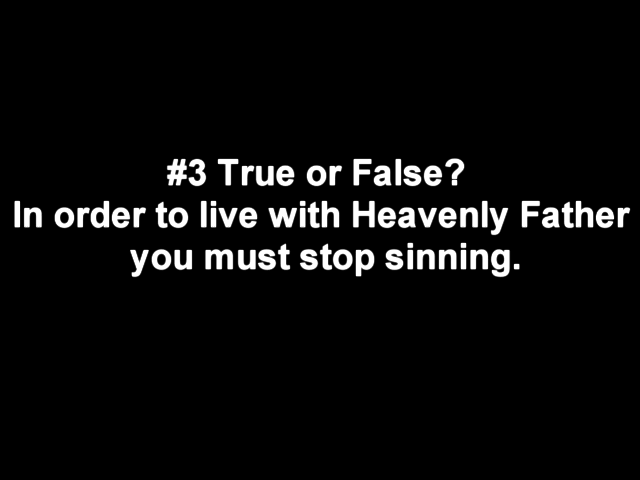 #3 True or False?
In order to live with Heavenly Father
you must stop sinning.